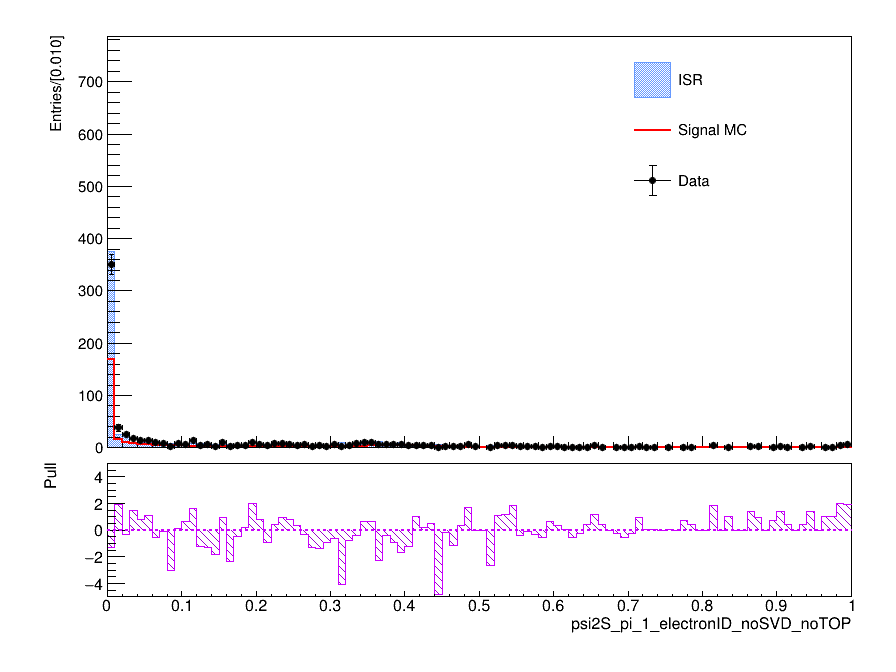 Entries/[0.010]
700
600
500
400
300
200
100
0
ISR
Signal MC
Data
Pull
4
2
0
−2
−4
0 0.1 0.2 0.3 0.4 0.5 0.6 0.7 0.8 0.9 1
psi2S_pi_1_electronID_noSVD_noTOP